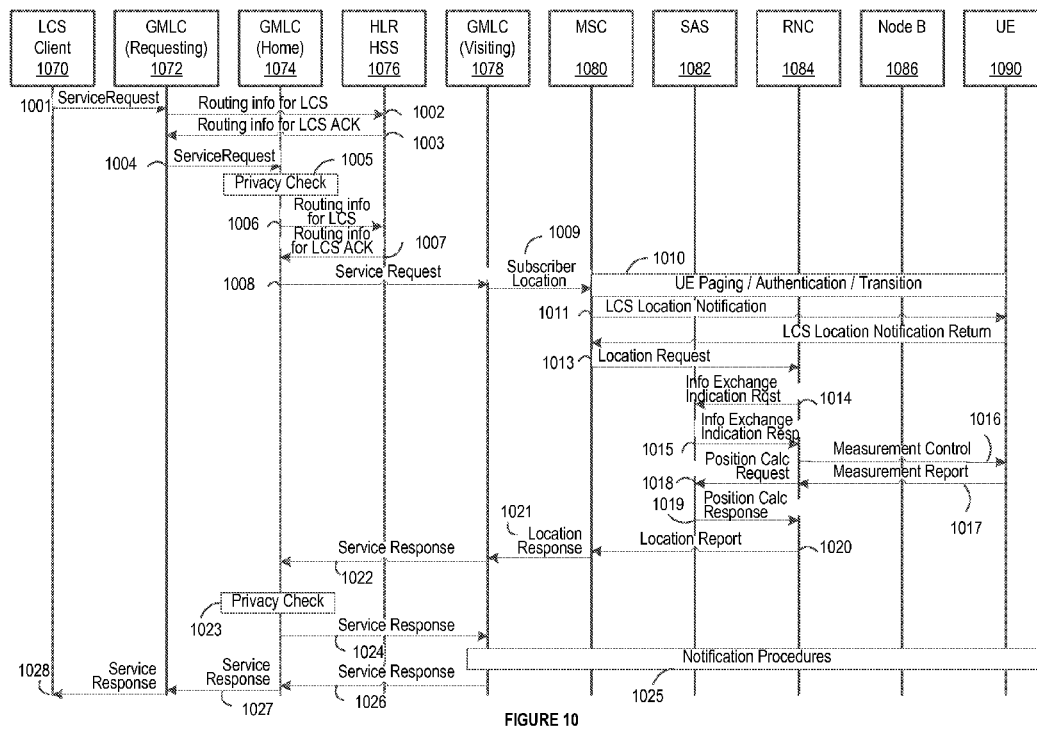 LCS
Client
1070
GMLC
(Requesting)
1072
GMLC
(Home)
1074
HLR
HSS
1076
GMLC
(Visiting)
1078
MSC
1080
SAS
1082
RNC
1084
Node B
1086
UE
1090
1001
ServiceRequest
Routing info for LCS
1002
Routing info for LCS ACK
1003
1004
ServiceRequest
1005
Privacy Check
1006
Routing info
for LCS
Routing info
for LCS ACK
1007
1008
Service Request
1009
Subscriber
Location
1010
UE Paging / Authentication / Transition
1011
LCS Location Notification
LCS Location Notification Return
1013
Location Request
Info Exchange
Indication Rqst
1014
Info Exchange
Indication Resp
1015
1016
Measurement Control
Position Calc
Request
1018
Measurement Report
1017
1019
Position Calc
Response
1021
Location
Response
Location Report
1020
Service Response
1022
Privacy Check
1023
Service Response
1024
Notification Procedures
1025
1028
Service
Response
Service
Response
1027
Service Response
1026
FIGURE 10